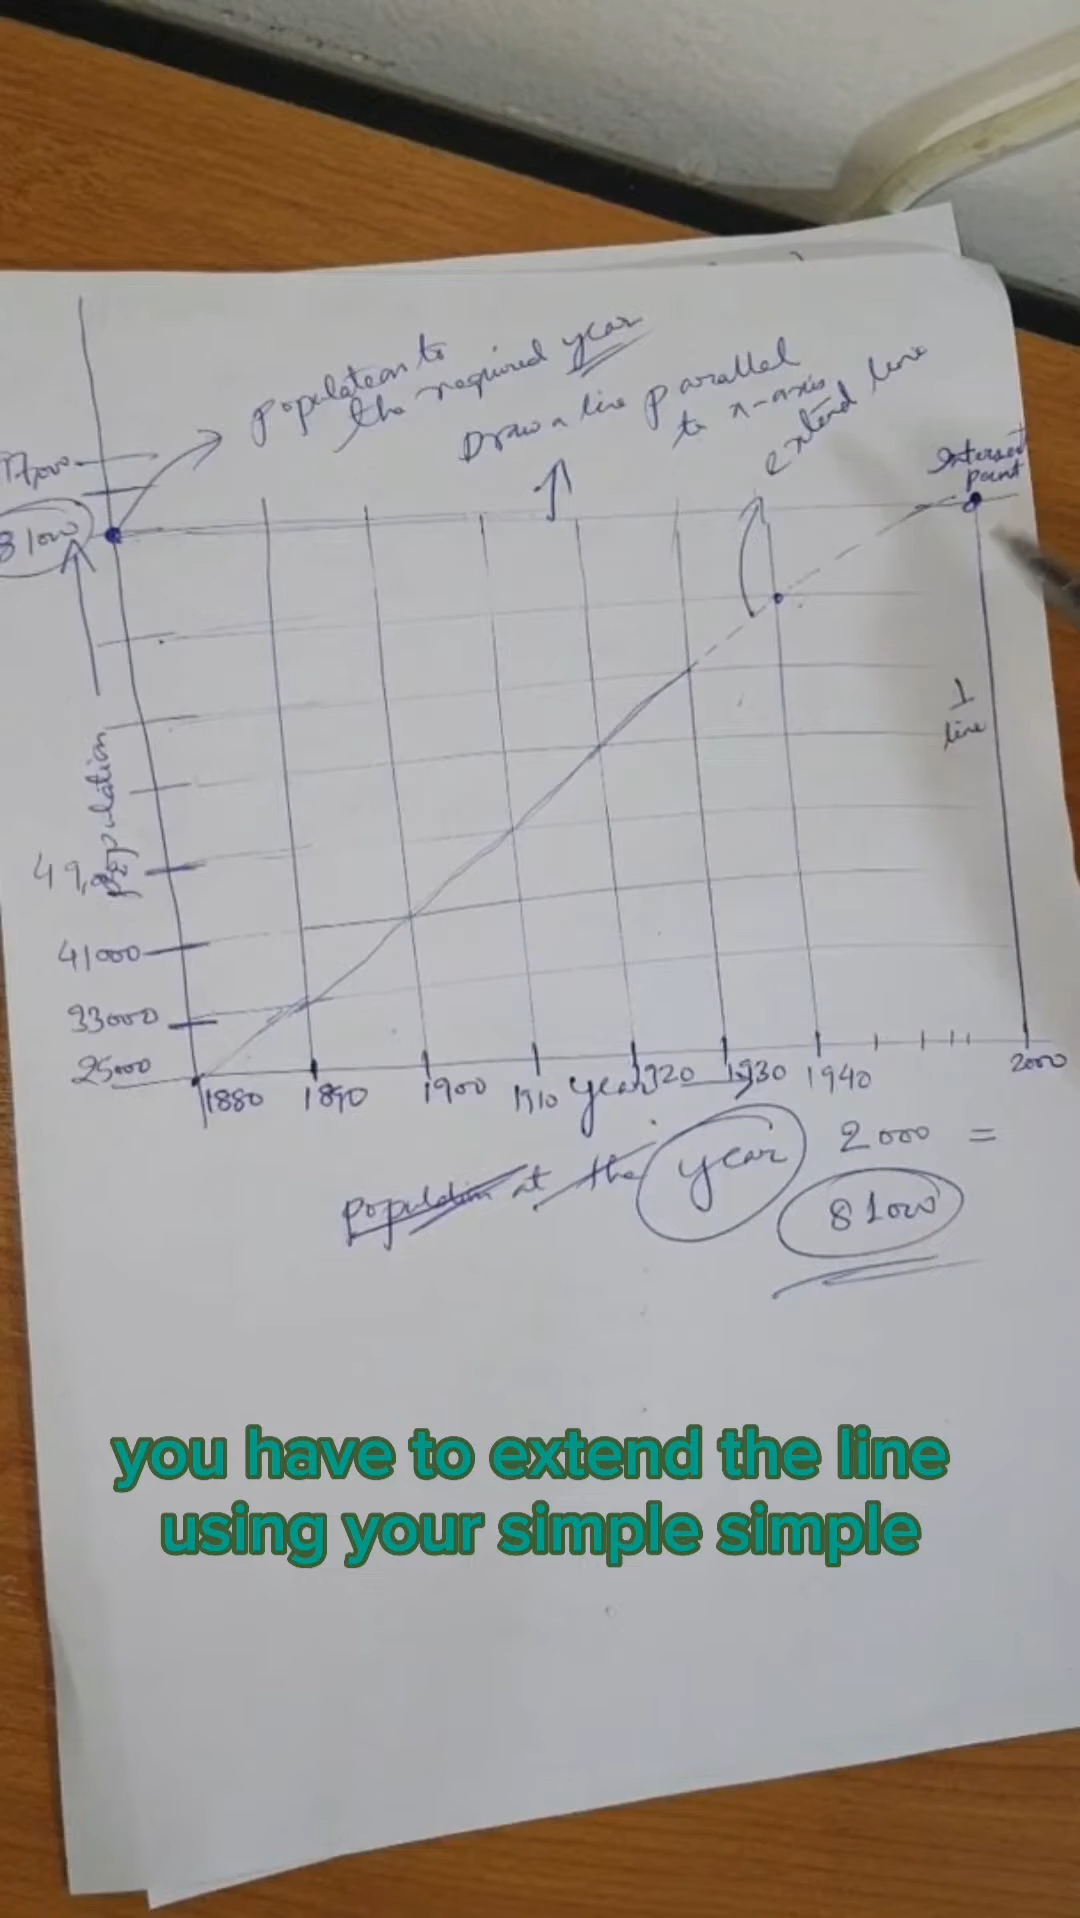 population to
the required year
Draw a line parallel
to x-axis
extend line
Intersect
point
81000
1
line
Population
49,
41000
33000
25000
1880 1890 1900 1910 year 1920 1930 1940 2000
population at the year 2000 =
81000
you have to extend the line
using your simple simple